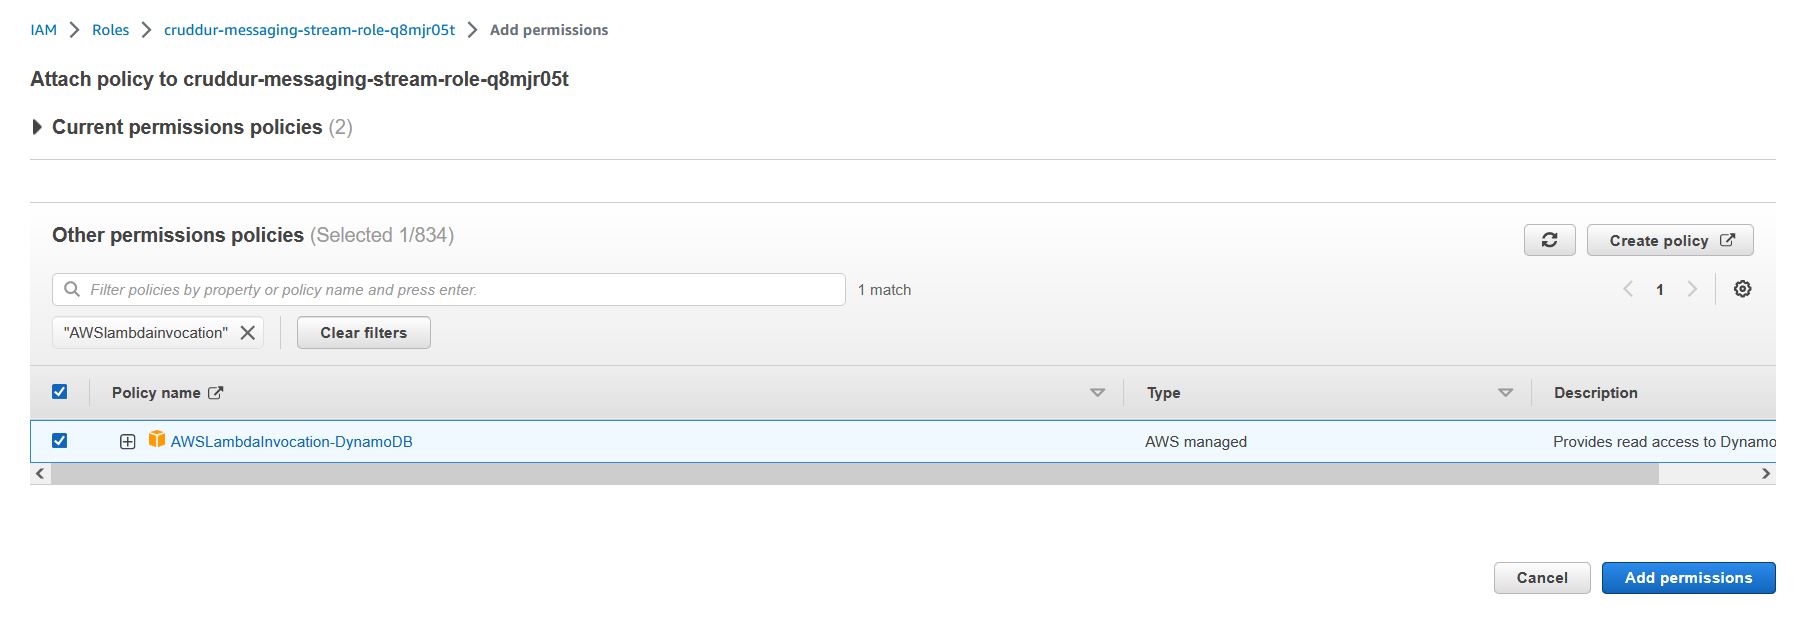 IAM Roles cruddur-messaging-stream-role-q8mjr05t Add permissions
Attach policy to cruddur-messaging-stream-role-q8mjr05t
Current permissions policies (2)
Other permissions policies (Selected 1/834)
Create policy
Filter policies by property or policy name and press enter.
1 match
1
"AWSlambdainvocation"
Clear filters
Policy name
Type
Description
AWSLambdaInvocation-DynamoDB
AWS managed
Provides read access to Dynamo
Cancel
Add permissions